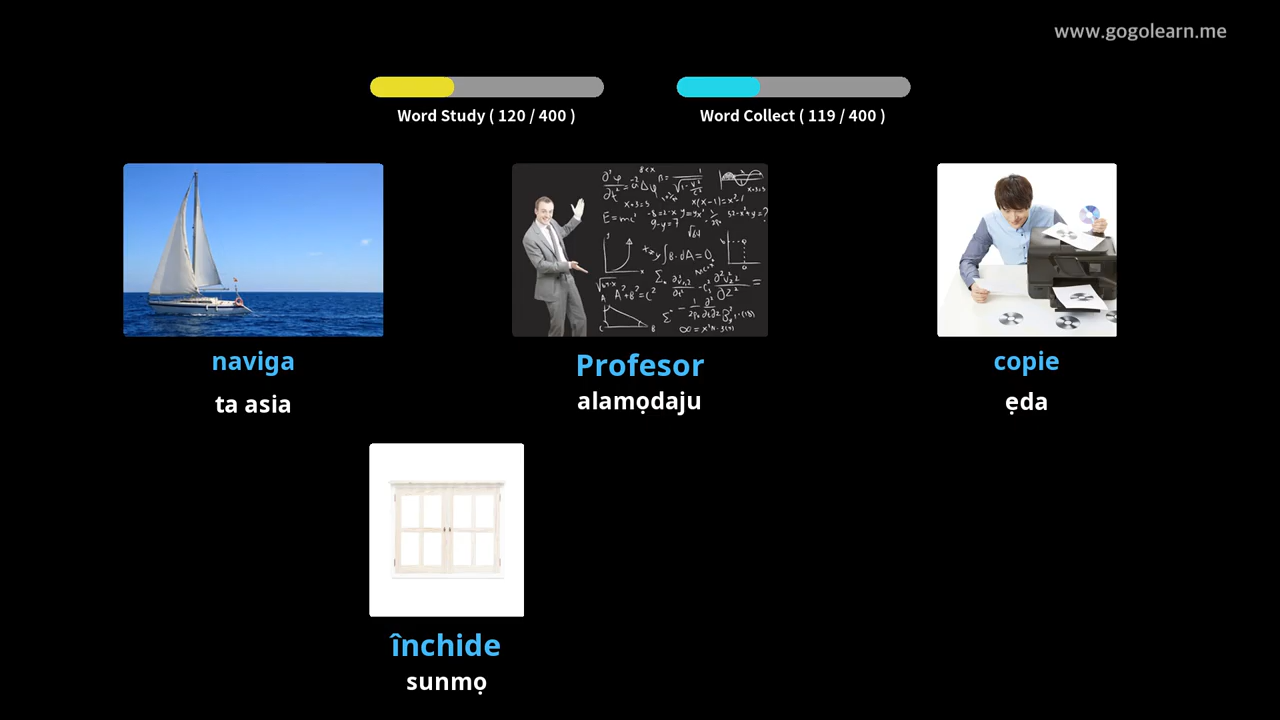 www.gogolearn.me
Word Study ( 120 / 400 )
Word Collect ( 119 / 400 )
naviga
ta asia
Profesor
alamọdaju
copie
ẹda
închide
sunmọ